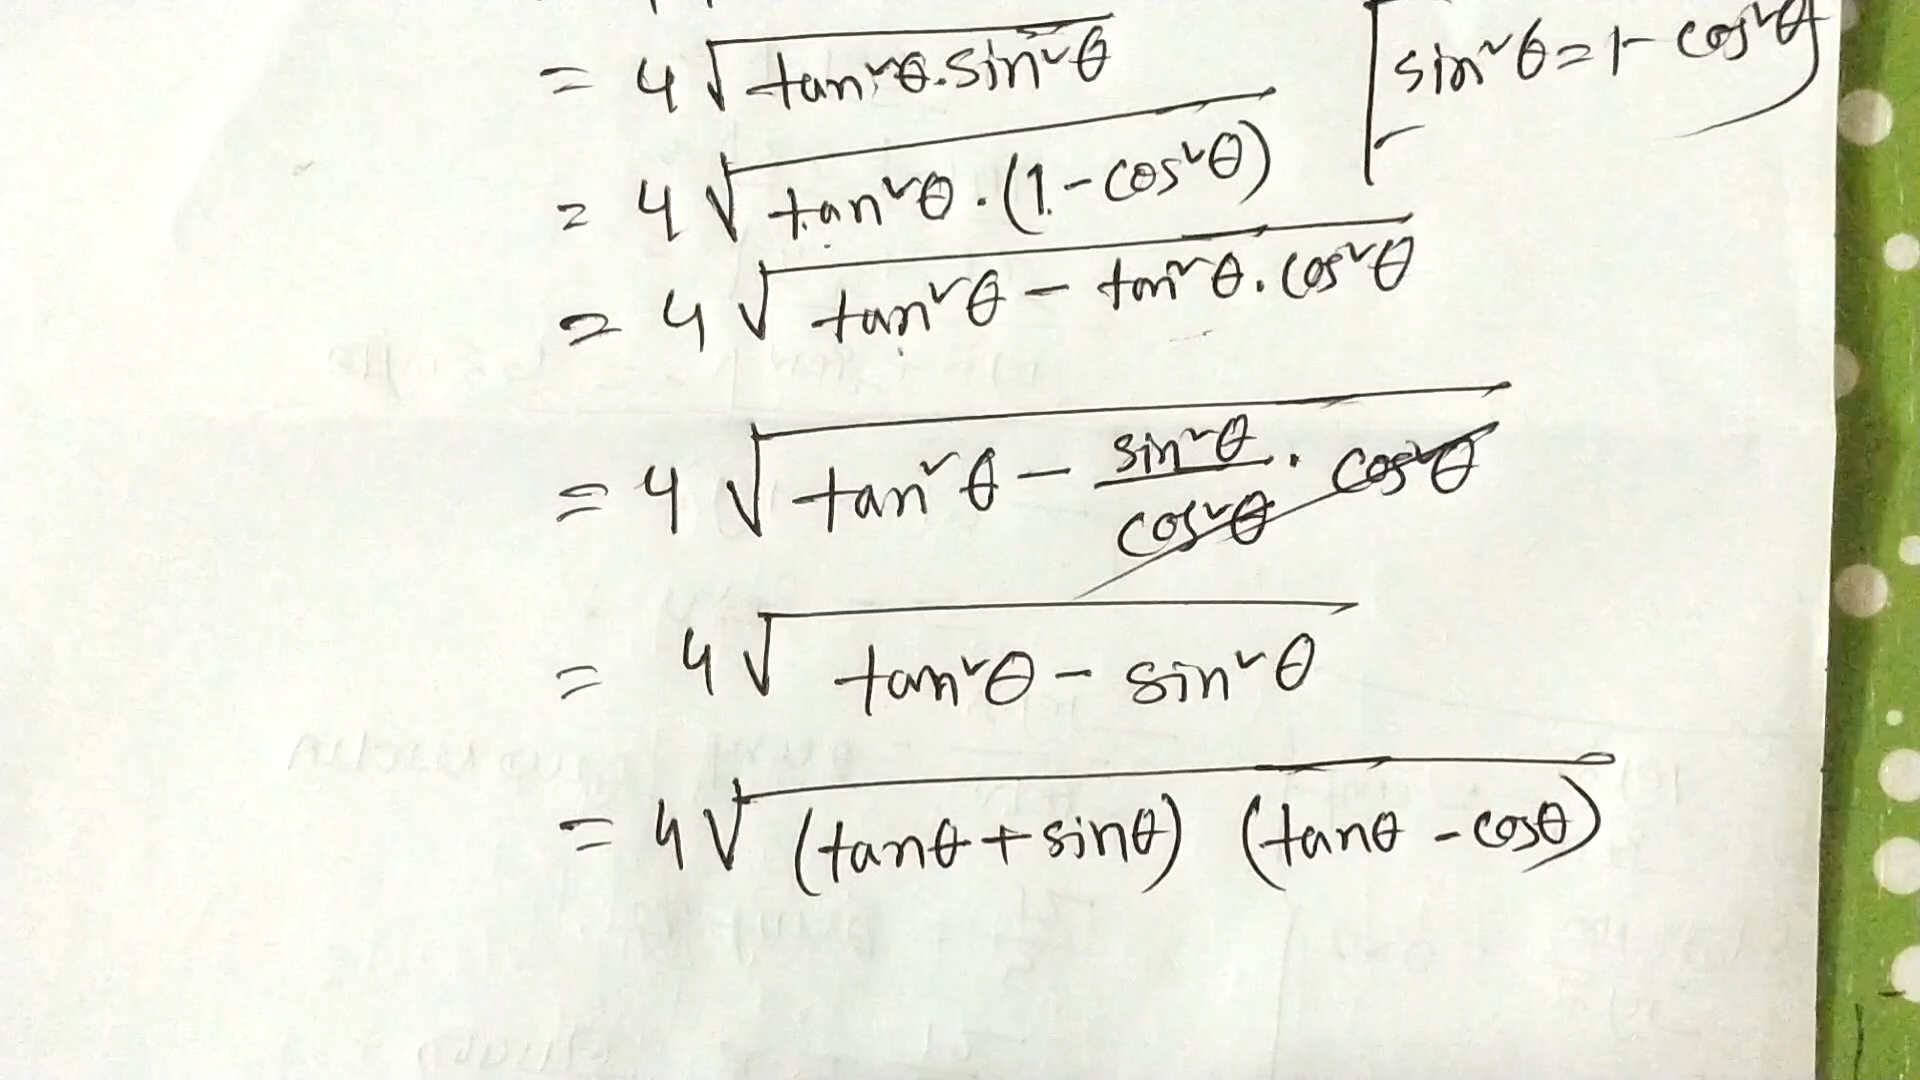 = 4√tan²θ.sin²θ [sin²θ = 1 - cos²θ]
= 4√tan²θ.(1-cos²θ)
= 4√tan²θ - tan²θ.cos²θ
= 4√tan²θ - sin²θ/cos²θ . cos²θ
= 4√tan²θ - sin²θ
= 4√(tanθ+sinθ) (tanθ-cosθ)